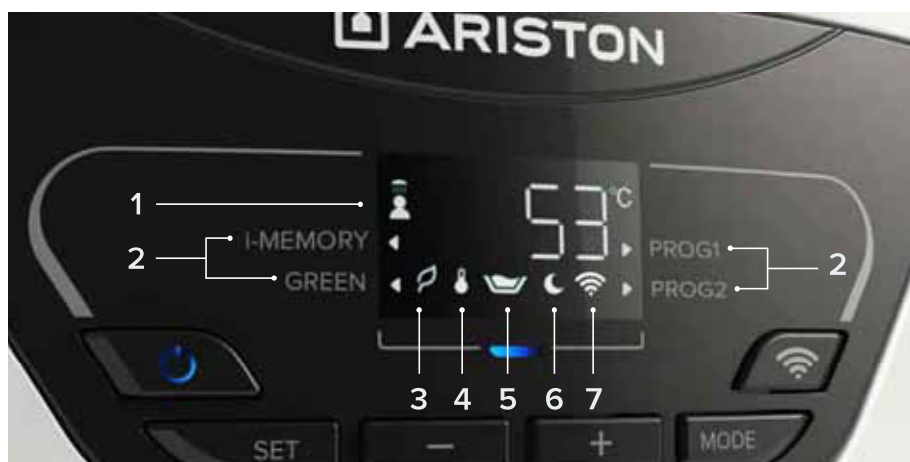 ARISTON
53 °C
1
i-MEMORY
2
GREEN
PROG1
2
PROG2
3 4 5 6 7
SET
− +
MODE